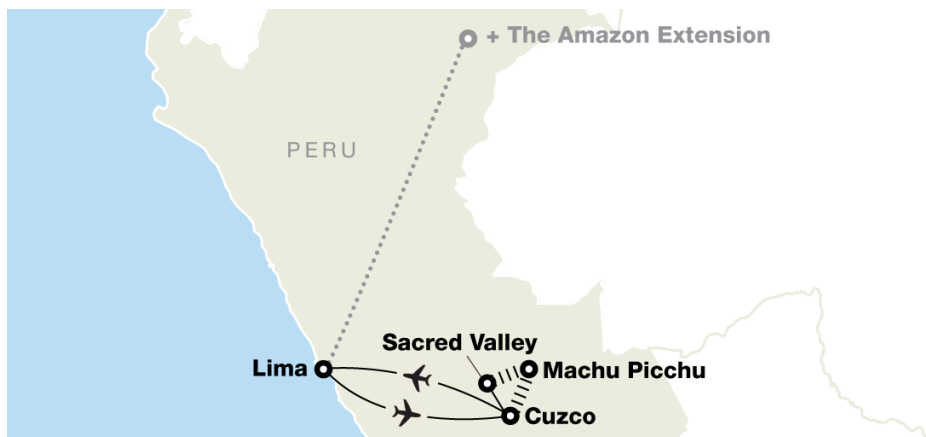 + The Amazon Extension
PERU
Sacred Valley
Lima
Machu Picchu
Cuzco